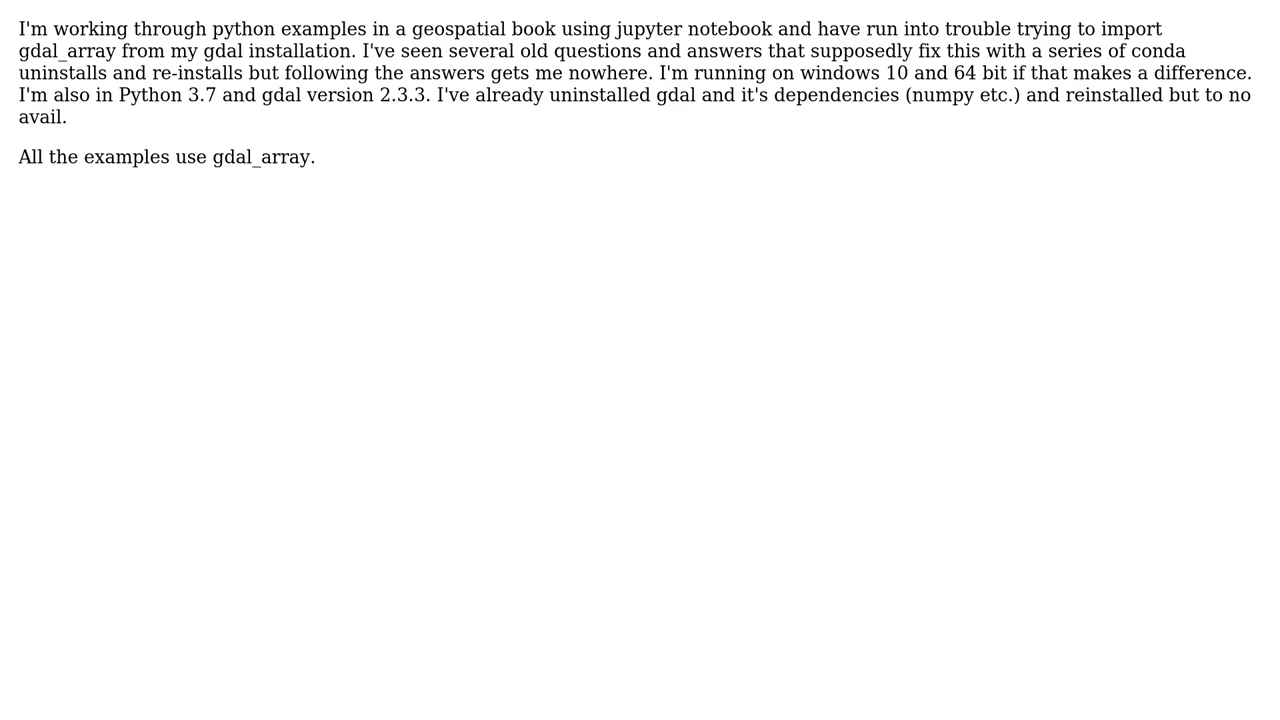 I'm working through python examples in a geospatial book using jupyter notebook and have run into trouble trying to import
gdal_array from my gdal installation. I've seen several old questions and answers that supposedly fix this with a series of conda
uninstalls and re-installs but following the answers gets me nowhere. I'm running on windows 10 and 64 bit if that makes a difference.
I'm also in Python 3.7 and gdal version 2.3.3. I've already uninstalled gdal and it's dependencies (numpy etc.) and reinstalled but to no
avail.
All the examples use gdal_array.